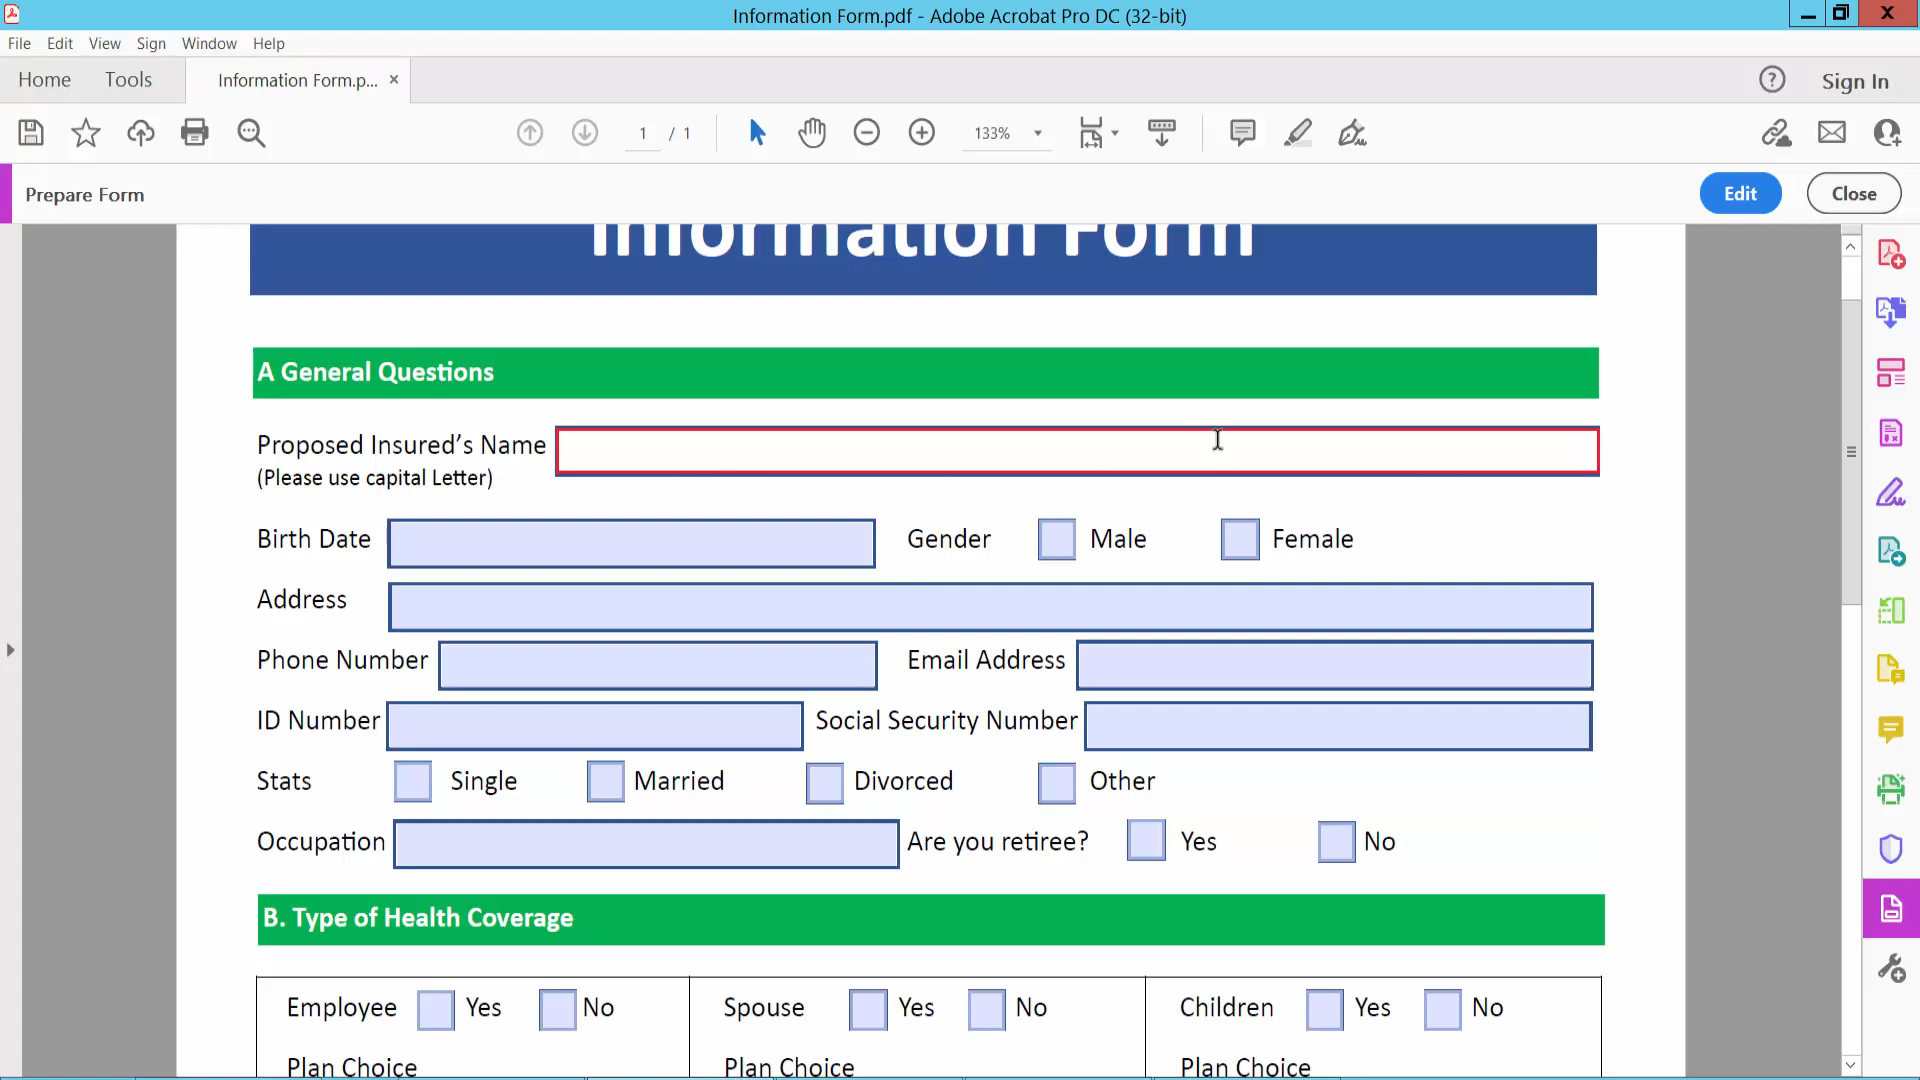 Information Form.pdf - Adobe Acrobat Pro DC (32-bit)
File Edit View Sign Window Help
Home Tools Information Form.p... × Sign In
1 / 1 133%
Prepare Form Edit Close
Information Form
A General Questions
Proposed Insured’s Name
(Please use capital Letter)
Birth Date Gender Male Female
Address
Phone Number Email Address
ID Number Social Security Number
Stats Single Married Divorced Other
Occupation Are you retiree? Yes No
B. Type of Health Coverage
Employee Yes No Spouse Yes No Children Yes No
Plan Choice Plan Choice Plan Choice